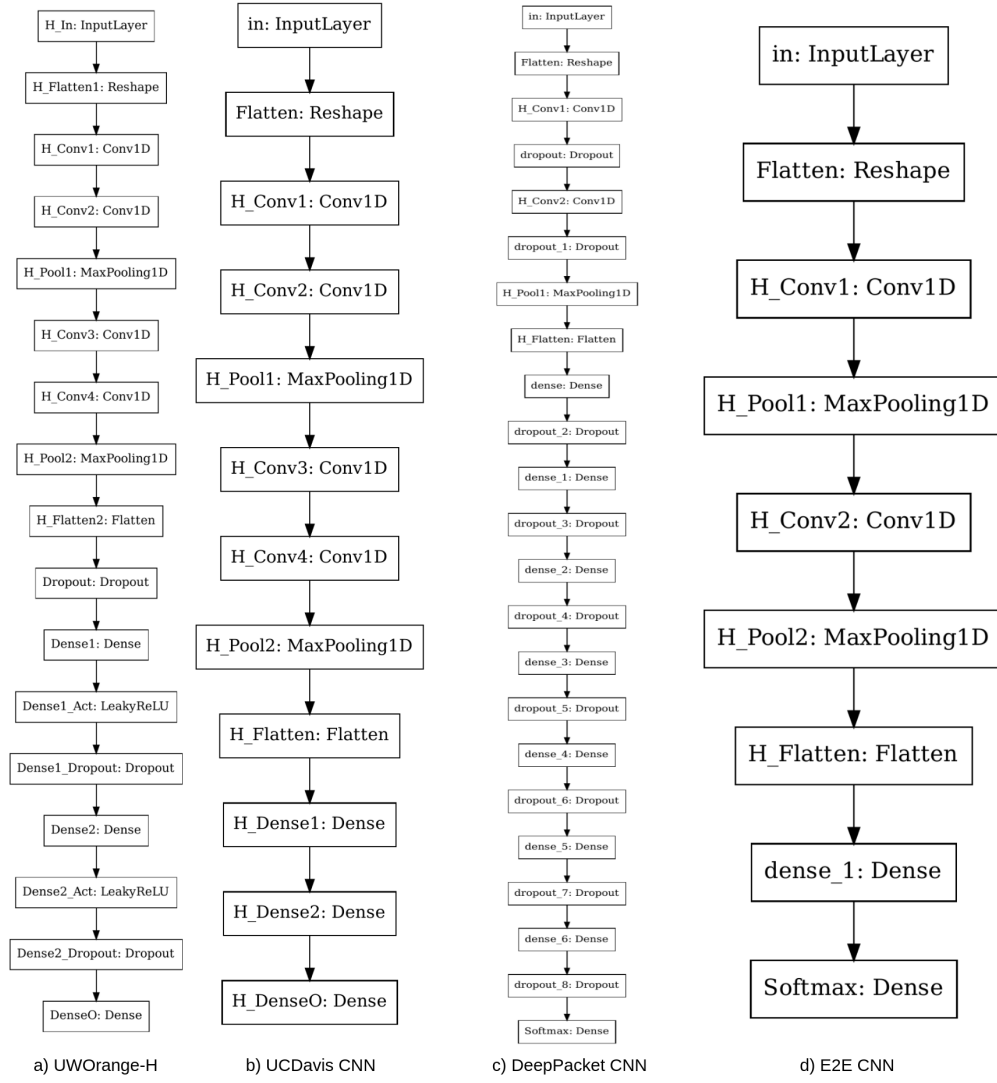 H_In: InputLayer
H_Flatten1: Reshape
H_Conv1: Conv1D
H_Conv2: Conv1D
H_Pool1: MaxPooling1D
H_Conv3: Conv1D
H_Conv4: Conv1D
H_Pool2: MaxPooling1D
H_Flatten2: Flatten
Dropout: Dropout
Dense1: Dense
Dense1_Act: LeakyReLU
Dense1_Dropout: Dropout
Dense2: Dense
Dense2_Act: LeakyReLU
Dense2_Dropout: Dropout
DenseO: Dense
a) UWOrange-H
in: InputLayer
Flatten: Reshape
H_Conv1: Conv1D
H_Conv2: Conv1D
H_Pool1: MaxPooling1D
H_Conv3: Conv1D
H_Conv4: Conv1D
H_Pool2: MaxPooling1D
H_Flatten: Flatten
H_Dense1: Dense
H_Dense2: Dense
H_DenseO: Dense
b) UCDavis CNN
in: InputLayer
Flatten: Reshape
H_Conv1: Conv1D
dropout: Dropout
H_Conv2: Conv1D
dropout_1: Dropout
H_Pool1: MaxPooling1D
H_Flatten: Flatten
dense: Dense
dropout_2: Dropout
dense_1: Dense
dropout_3: Dropout
dense_2: Dense
dropout_4: Dropout
dense_3: Dense
dropout_5: Dropout
dense_4: Dense
dropout_6: Dropout
dense_5: Dense
dropout_7: Dropout
dense_6: Dense
dropout_8: Dropout
Softmax: Dense
c) DeepPacket CNN
in: InputLayer
Flatten: Reshape
H_Conv1: Conv1D
H_Pool1: MaxPooling1D
H_Conv2: Conv1D
H_Pool2: MaxPooling1D
H_Flatten: Flatten
dense_1: Dense
Softmax: Dense
d) E2E CNN